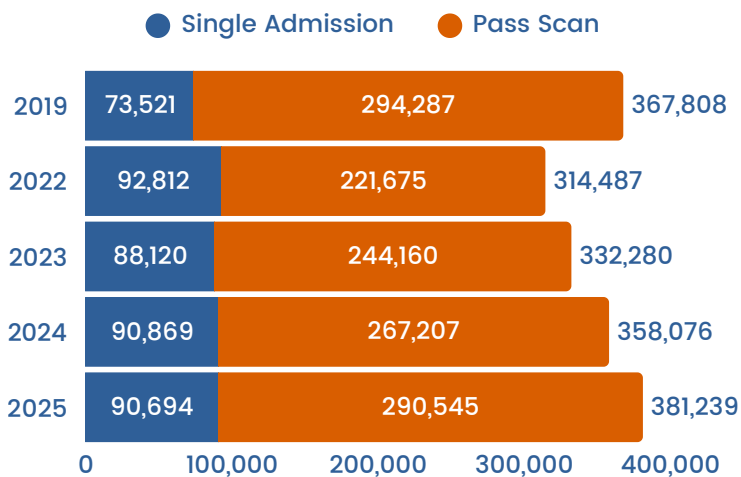 Single Admission Pass Scan
2019 73,521 294,287 367,808
2022 92,812 221,675 314,487
2023 88,120 244,160 332,280
2024 90,869 267,207 358,076
2025 90,694 290,545 381,239
0 100,000 200,000 300,000 400,000